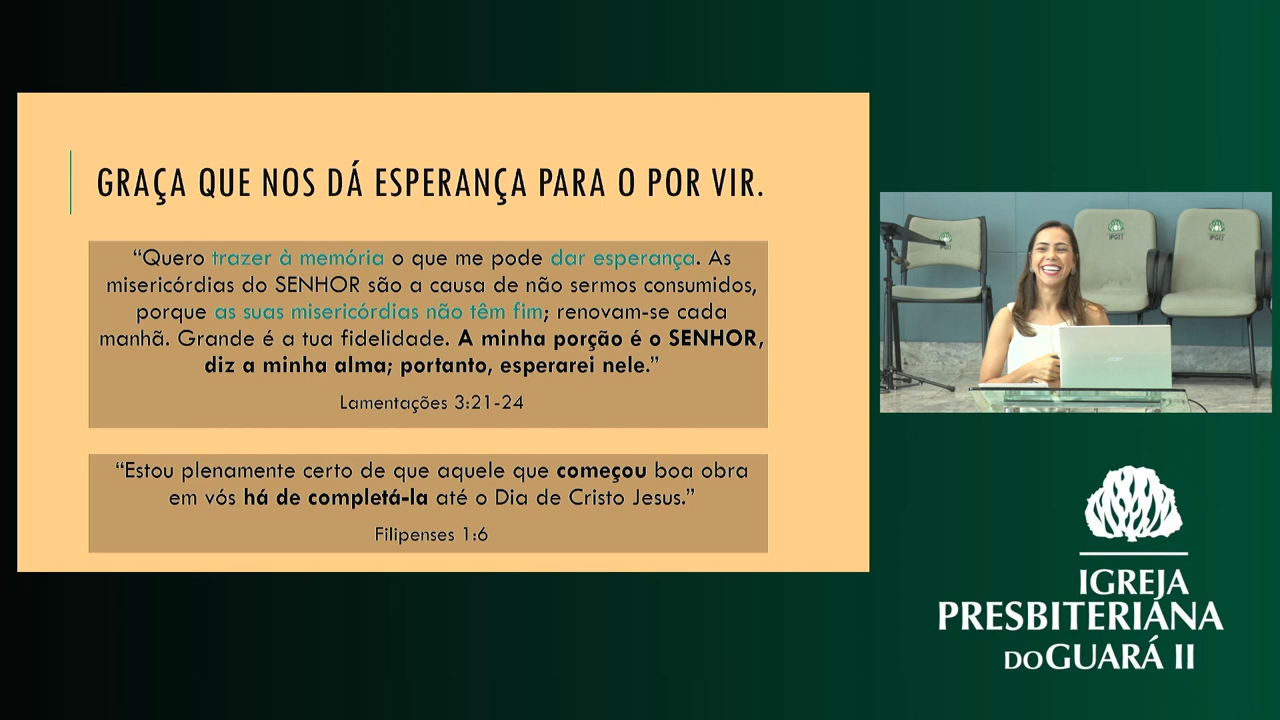 GRAÇA QUE NOS DÁ ESPERANÇA PARA O POR VIR.
“Quero trazer à memória o que me pode dar esperança. As
misericórdias do SENHOR são a causa de não sermos consumidos,
porque as suas misericórdias não têm fim; renovam-se cada
manhã. Grande é a tua fidelidade. A minha porção é o SENHOR,
diz a minha alma; portanto, esperarei nele.”
Lamentações 3:21-24
“Estou plenamente certo de que aquele que começou boa obra
em vós há de completá-la até o Dia de Cristo Jesus.”
Filipenses 1:6
IPGII
IPGII
IGREJA
PRESBITERIANA
DO GUARÁ II